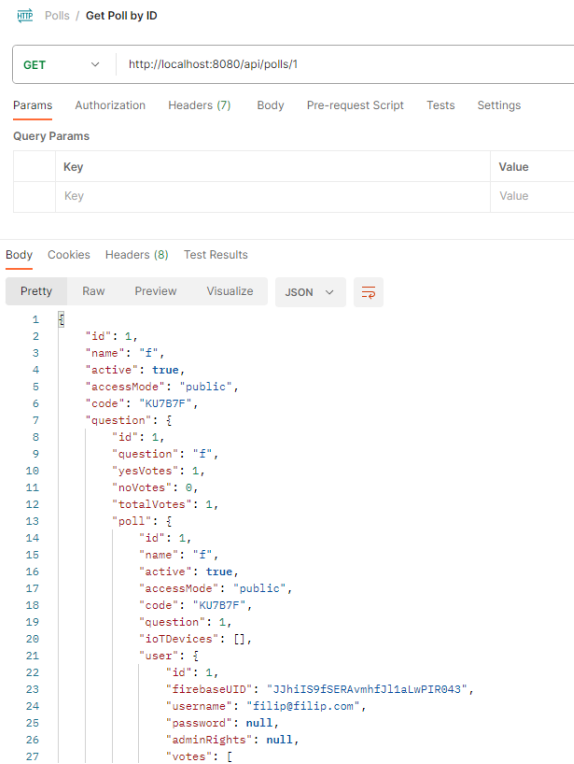 HTTP Polls / Get Poll by ID
GET http://localhost:8080/api/polls/1
Params Authorization Headers (7) Body Pre-request Script Tests Settings
Query Params
Key Value
Key Value
Body Cookies Headers (8) Test Results
Pretty Raw Preview Visualize JSON
1 {
2 "id": 1,
3 "name": "f",
4 "active": true,
5 "accessMode": "public",
6 "code": "KU7B7F",
7 "question": {
8 "id": 1,
9 "question": "f",
10 "yesVotes": 1,
11 "noVotes": 0,
12 "totalVotes": 1,
13 "poll": {
14 "id": 1,
15 "name": "f",
16 "active": true,
17 "accessMode": "public",
18 "code": "KU7B7F",
19 "question": 1,
20 "ioTDevices": [],
21 "user": {
22 "id": 1,
23 "firebaseUID": "JJhiIS9fSERAvmhfJl1aLwPIR043",
24 "username": "filip@filip.com",
25 "password": null,
26 "adminRights": null,
27 "votes": [